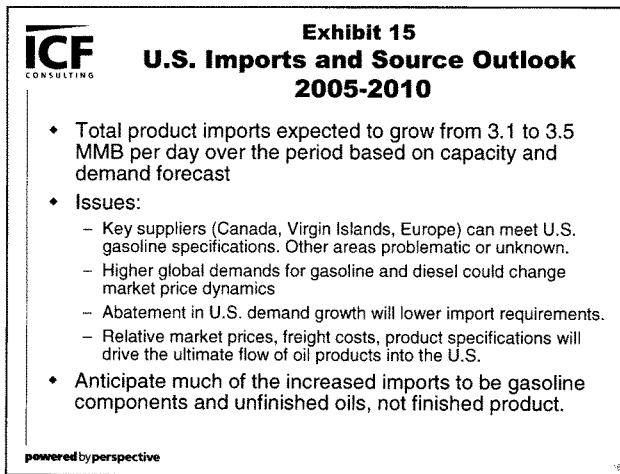 ICF
CONSULTING
Exhibit 15
U.S. Imports and Source Outlook
2005-2010
Total product imports expected to grow from 3.1 to 3.5
MMB per day over the period based on capacity and
demand forecast
Issues:
– Key suppliers (Canada, Virgin Islands, Europe) can meet U.S.
gasoline specifications. Other areas problematic or unknown.
– Higher global demands for gasoline and diesel could change
market price dynamics
– Abatement in U.S. demand growth will lower import requirements.
– Relative market prices, freight costs, product specifications will
drive the ultimate flow of oil products into the U.S.
Anticipate much of the increased imports to be gasoline
components and unfinished oils, not finished product.
powered by perspective